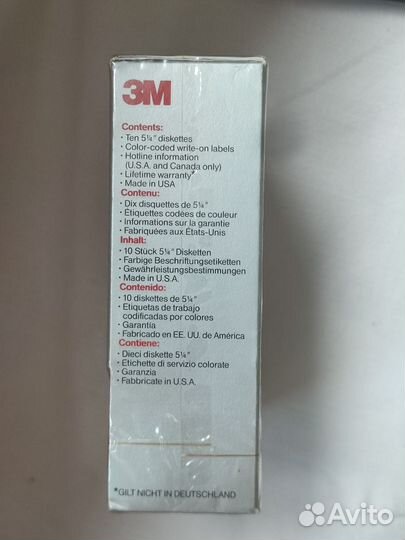 3M
Contents:
• Ten 5¼" diskettes
• Color-coded write-on labels
• Hotline information
(U.S.A. and Canada only)
• Lifetime warranty*
• Made in USA
Contenu:
• Dix disquettes de 5¼"
• Étiquettes codées de couleur
• Informations sur la garantie
• Fabriquées aux États-Unis
Inhalt:
• 10 Stück 5¼" Disketten
• Farbige Beschriftungsetiketten
• Gewährleistungsbestimmungen
• Made in U.S.A.
Contenido:
• 10 diskettes de 5¼"
• Etiquetas de trabajo
codificadas por colores
• Garantía
• Fabricado en EE. UU. de América
Contiene:
• Dieci diskette 5¼"
• Etichette di servizio colorate
• Garanzia
• Fabbricate in U.S.A.
*GILT NICHT IN DEUTSCHLAND
Avito